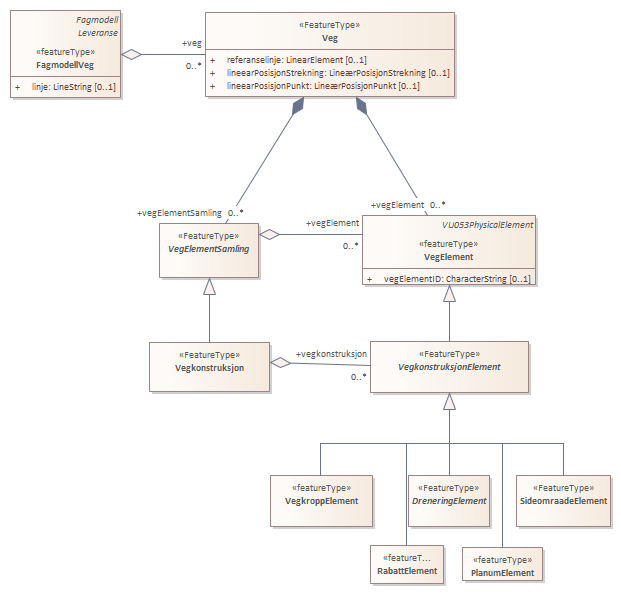 Fagmodell
Leveranse
«featureType»
FagmodellVeg
+ linje: LineString [0..1]
+veg
0..*
«FeatureType»
Veg
+ referanselinje: LinearElement [0..1]
+ lineærPosisjonStrekning: LineærPosisjonStrekning [0..1]
+ lineærPosisjonPunkt: LineærPosisjonPunkt [0..1]
+vegElementSamling 0..*
+vegElement 0..*
«FeatureType»
VegElementSamling
+vegElement
0..*
VU053PhysicalElement
«featureType»
VegElement
+ vegElementID: CharacterString [0..1]
«FeatureType»
Vegkonstruksjon
+vegkonstruksjon
0..*
«FeatureType»
VegkonstruksjonElement
«featureType»
VegkroppElement
«FeatureType»
DreneringElement
«featureType»
SideomraadeElement
«featureT...
RabattElement
«featureType»
PlanumElement